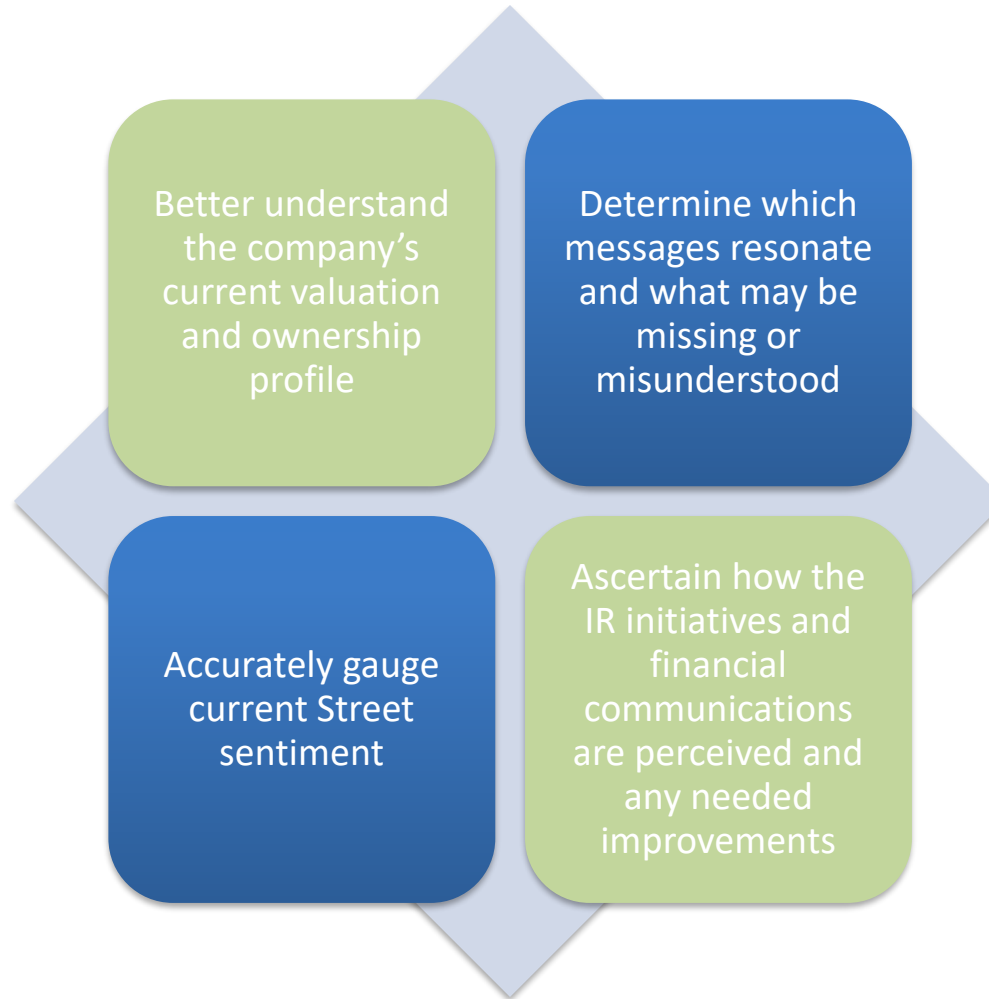 Better understand
the company’s
current valuation
and ownership
profile
Determine which
messages resonate
and what may be
missing or
misunderstood
Accurately gauge
current Street
sentiment
Ascertain how the
IR initiatives and
financial
communications
are perceived and
any needed
improvements